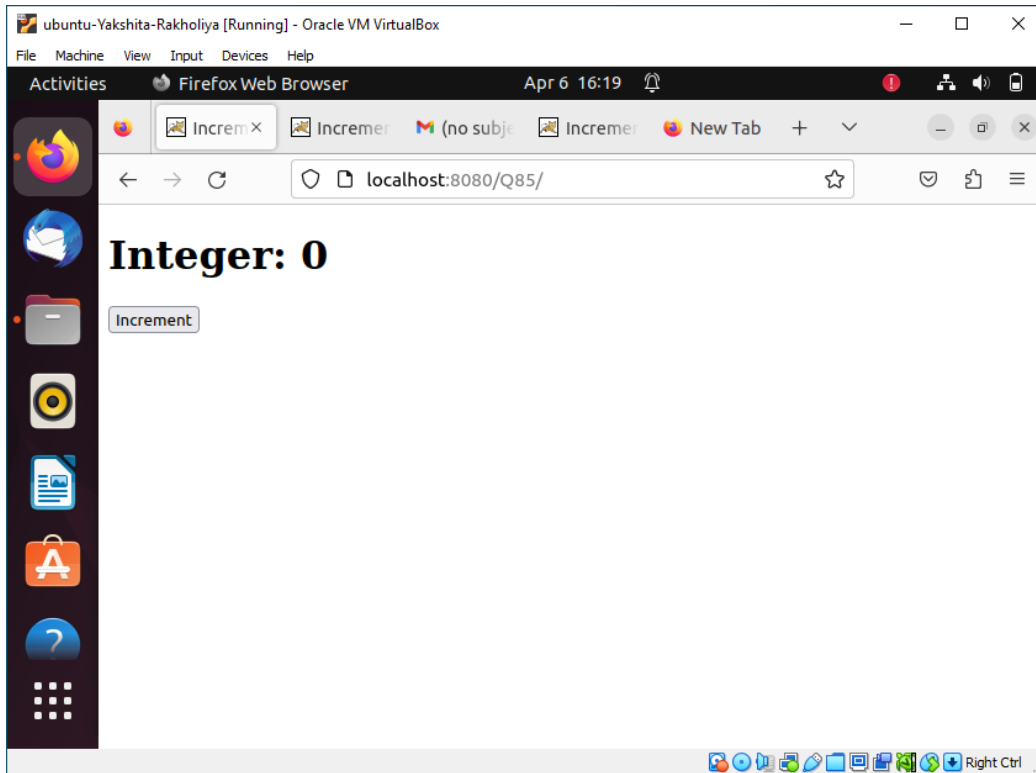 ubuntu-Yakshita-Rakholiya [Running] - Oracle VM VirtualBox
File Machine View Input Devices Help
Activities Firefox Web Browser Apr 6 16:19
Increm Incremer (no subje Incremer New Tab
localhost:8080/Q85/
Integer: 0
Increment
Right Ctrl